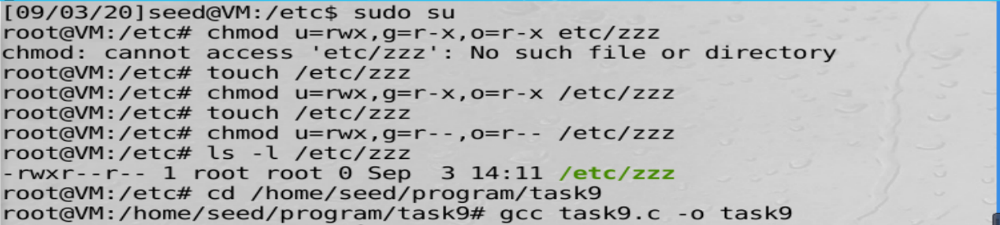 [09/03/20]seed@VM:/etc$ sudo su
root@VM:/etc# chmod u=rwx,g=r-x,o=r-x etc/zzz
chmod: cannot access 'etc/zzz': No such file or directory
root@VM:/etc# touch /etc/zzz
root@VM:/etc# chmod u=rwx,g=r-x,o=r-x /etc/zzz
root@VM:/etc# touch /etc/zzz
root@VM:/etc# chmod u=rwx,g=r--,o=r-- /etc/zzz
root@VM:/etc# ls -l /etc/zzz
-rwxr--r-- 1 root root 0 Sep  3 14:11 /etc/zzz
root@VM:/etc# cd /home/seed/program/task9
root@VM:/home/seed/program/task9# gcc task9.c -o task9